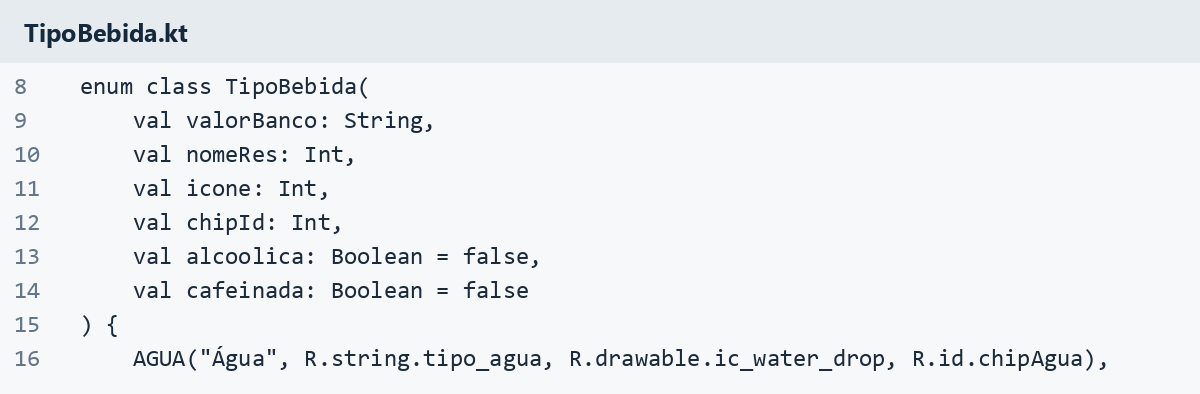 TipoBebida.kt
8 enum class TipoBebida(
9 val valorBanco: String,
10 val nomeRes: Int,
11 val icone: Int,
12 val chipId: Int,
13 val alcoolica: Boolean = false,
14 val cafeinada: Boolean = false
15 ) {
16 AGUA("Água", R.string.tipo_agua, R.drawable.ic_water_drop, R.id.chipAgua),